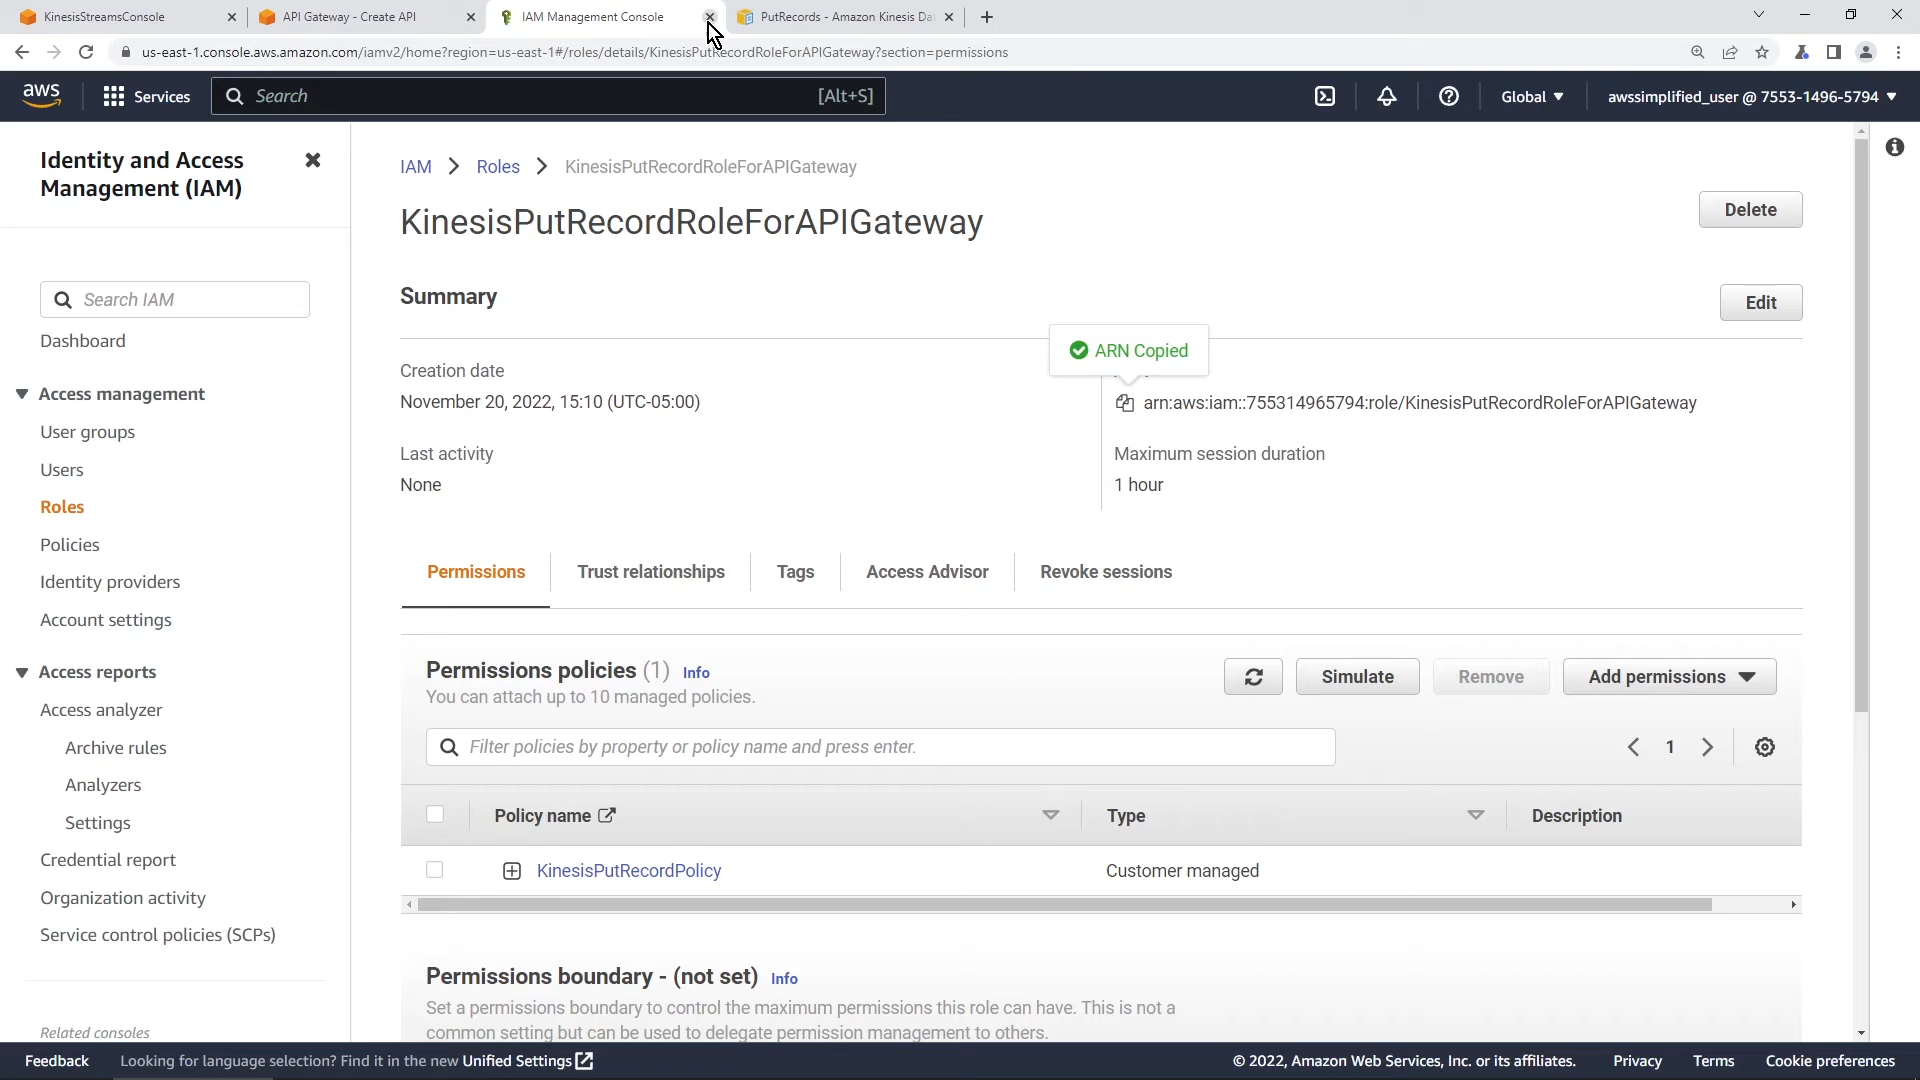 KinesisStreamsConsole
API Gateway - Create API
IAM Management Console
PutRecords - Amazon Kinesis Da
us-east-1.console.aws.amazon.com/iamv2/home?region=us-east-1#/roles/details/KinesisPutRecordRoleForAPIGateway?section=permissions
aws
Services
Search
[Alt+S]
Global
awssimplified_user @ 7553-1496-5794
Identity and Access
Management (IAM)
Search IAM
Dashboard
Access management
User groups
Users
Roles
Policies
Identity providers
Account settings
Access reports
Access analyzer
Archive rules
Analyzers
Settings
Credential report
Organization activity
Service control policies (SCPs)
Related consoles
IAM > Roles > KinesisPutRecordRoleForAPIGateway
KinesisPutRecordRoleForAPIGateway
Delete
Summary
Edit
ARN Copied
Creation date
November 20, 2022, 15:10 (UTC-05:00)
arn:aws:iam::755314965794:role/KinesisPutRecordRoleForAPIGateway
Last activity
None
Maximum session duration
1 hour
Permissions
Trust relationships
Tags
Access Advisor
Revoke sessions
Permissions policies (1) Info
You can attach up to 10 managed policies.
Simulate
Remove
Add permissions
Filter policies by property or policy name and press enter.
1
Policy name
Type
Description
KinesisPutRecordPolicy
Customer managed
Permissions boundary - (not set) Info
Set a permissions boundary to control the maximum permissions this role can have. This is not a
common setting but can be used to delegate permission management to others.
Feedback
Looking for language selection? Find it in the new Unified Settings
© 2022, Amazon Web Services, Inc. or its affiliates.
Privacy
Terms
Cookie preferences